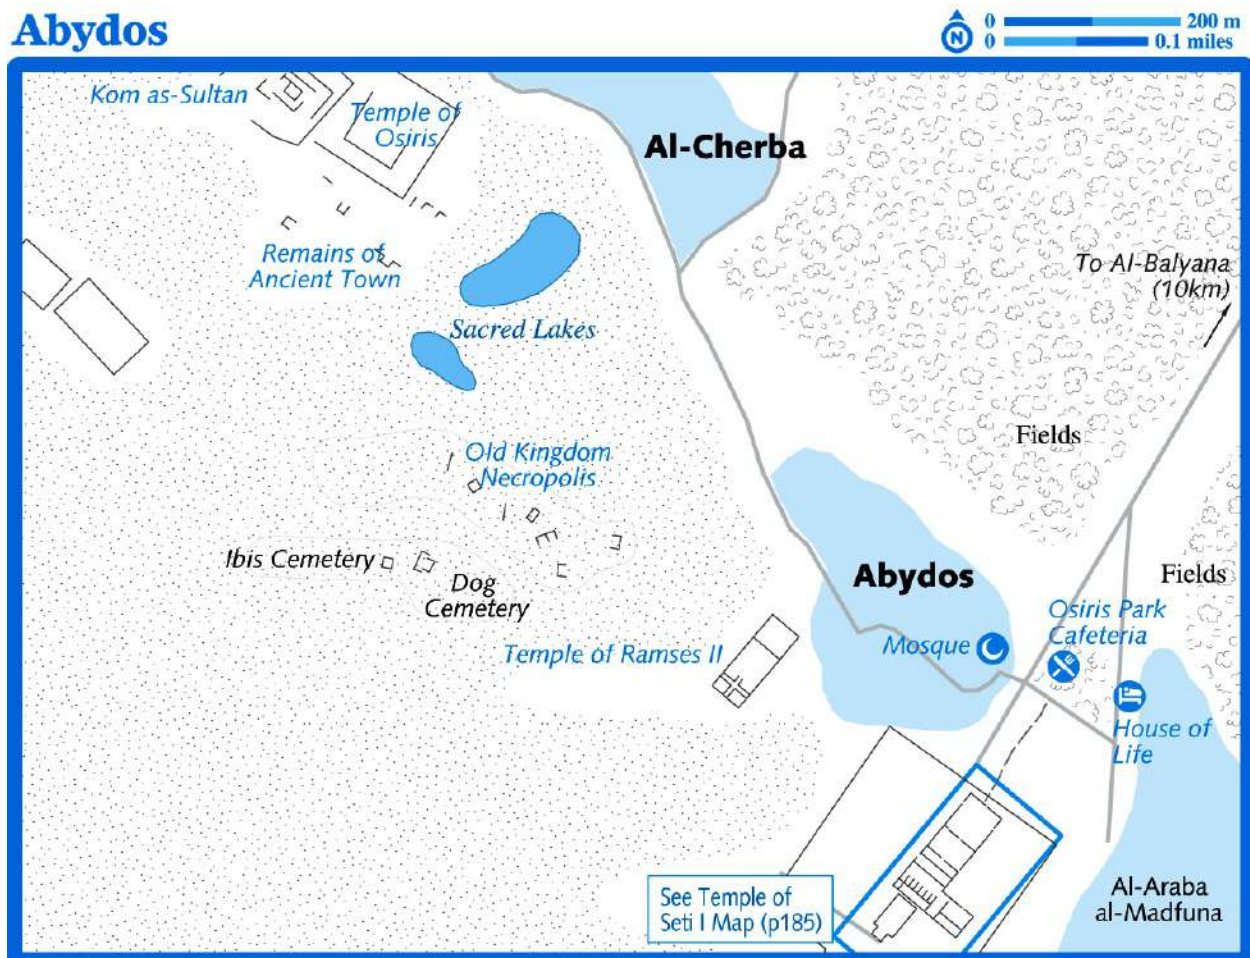 Abydos
0 200 m
0 0.1 miles
N
Kom as-Sultan
Temple of
Osiris
Al-Cherba
Remains of
Ancient Town
To Al-Balyana
(10km)
Sacred Lakes
Fields
Old Kingdom
Necropolis
Ibis Cemetery
Dog
Cemetery
Abydos
Fields
Osiris Park
Cafeteria
Mosque
Temple of Ramses II
House of
Life
See Temple of
Seti I Map (p185)
Al-Araba
al-Madfuna